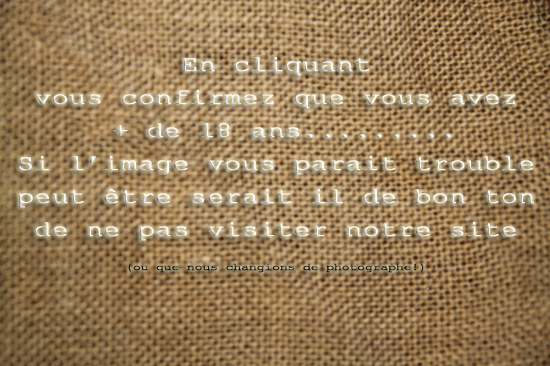 En cliquant
vous confirmez que vous avez
+ de 18 ans.........
Si l'image vous parait trouble
peut être serait il de bon ton
de ne pas visiter notre site
(ou que nous changions de photographe!)